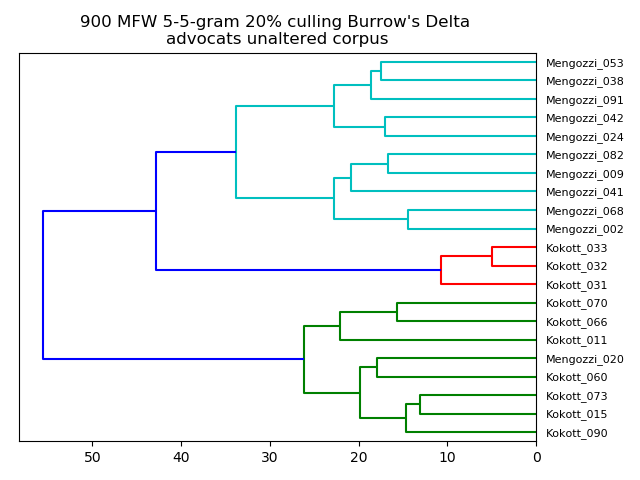 900 MFW 5-5-gram 20% culling Burrow's Delta
advocats unaltered corpus
Mengozzi_053
Mengozzi_038
Mengozzi_091
Mengozzi_042
Mengozzi_024
Mengozzi_082
Mengozzi_009
Mengozzi_041
Mengozzi_068
Mengozzi_002
Kokott_033
Kokott_032
Kokott_031
Kokott_070
Kokott_066
Kokott_011
Mengozzi_020
Kokott_060
Kokott_073
Kokott_015
Kokott_090
50 40 30 20 10 0